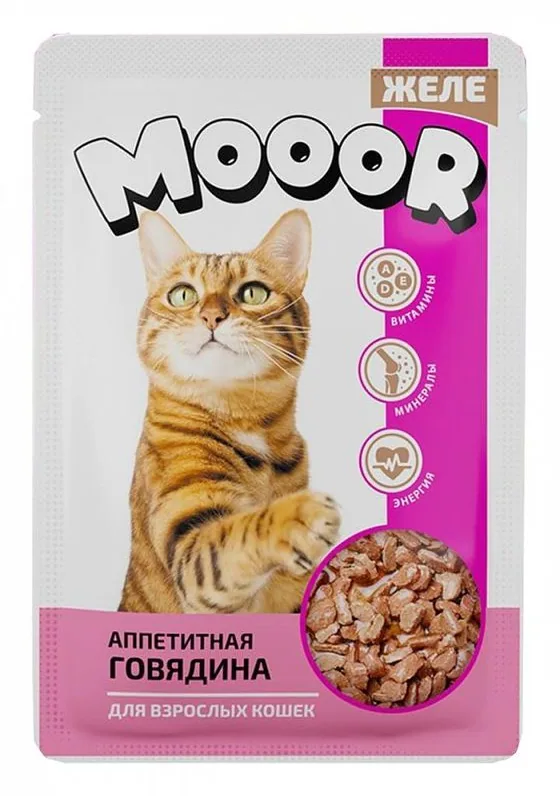 ЖЕЛЕ
MOOOR
A
D E
ВИТАМИНЫ
МИНЕРАЛЫ
ЭНЕРГИЯ
АППЕТИТНАЯ
ГОВЯДИНА
ДЛЯ ВЗРОСЛЫХ КОШЕК